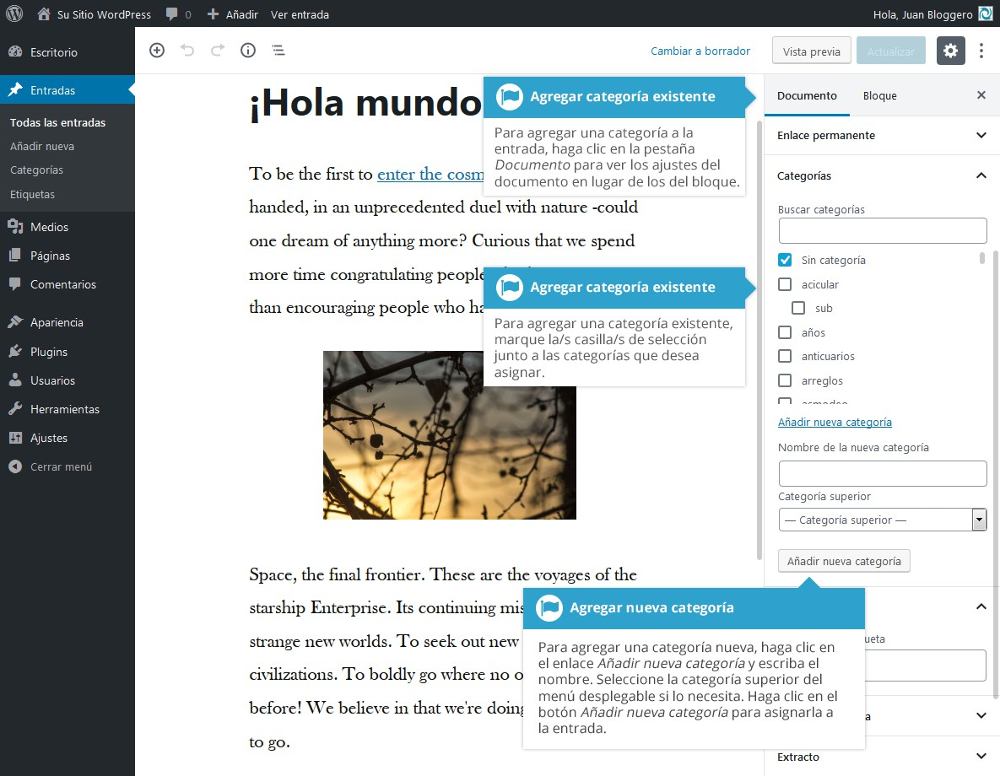 Su Sitio WordPress 0 Añadir Ver entrada Hola, Juan Bloggero
Escritorio
Entradas
Todas las entradas
Añadir nueva
Categorías
Etiquetas
Medios
Páginas
Comentarios
Apariencia
Plugins
Usuarios
Herramientas
Ajustes
Cerrar menú
Cambiar a borrador Vista previa Actualizar
¡Hola mundo
To be the first to enter the cosm
handed, in an unprecedented duel with nature -could
one dream of anything more? Curious that we spend
more time congratulating people
than encouraging people who ha
Space, the final frontier. These are the voyages of the
starship Enterprise. Its continuing mis
strange new worlds. To seek out new
civilizations. To boldly go where no o
before! We believe in that we're doing
to go.
Agregar categoría existente
Para agregar una categoría a la
entrada, haga clic en la pestaña
Documento para ver los ajustes del
documento en lugar de los del bloque.
Agregar categoría existente
Para agregar una categoría existente,
marque la/s casilla/s de selección
junto a las categorías que desea
asignar.
Agregar nueva categoría
Para agregar una categoría nueva, haga clic en
el enlace Añadir nueva categoría y escriba el
nombre. Seleccione la categoría superior del
menú desplegable si lo necesita. Haga clic en el
botón Añadir nueva categoría para asignarla a
la entrada.
Documento Bloque
Enlace permanente
Categorías
Buscar categorías
Sin categoría
acicular
sub
años
anticuarios
arreglos
Añadir nueva categoría
Nombre de la nueva categoría
Categoría superior
— Categoría superior —
Añadir nueva categoría
ueta
a
Extracto